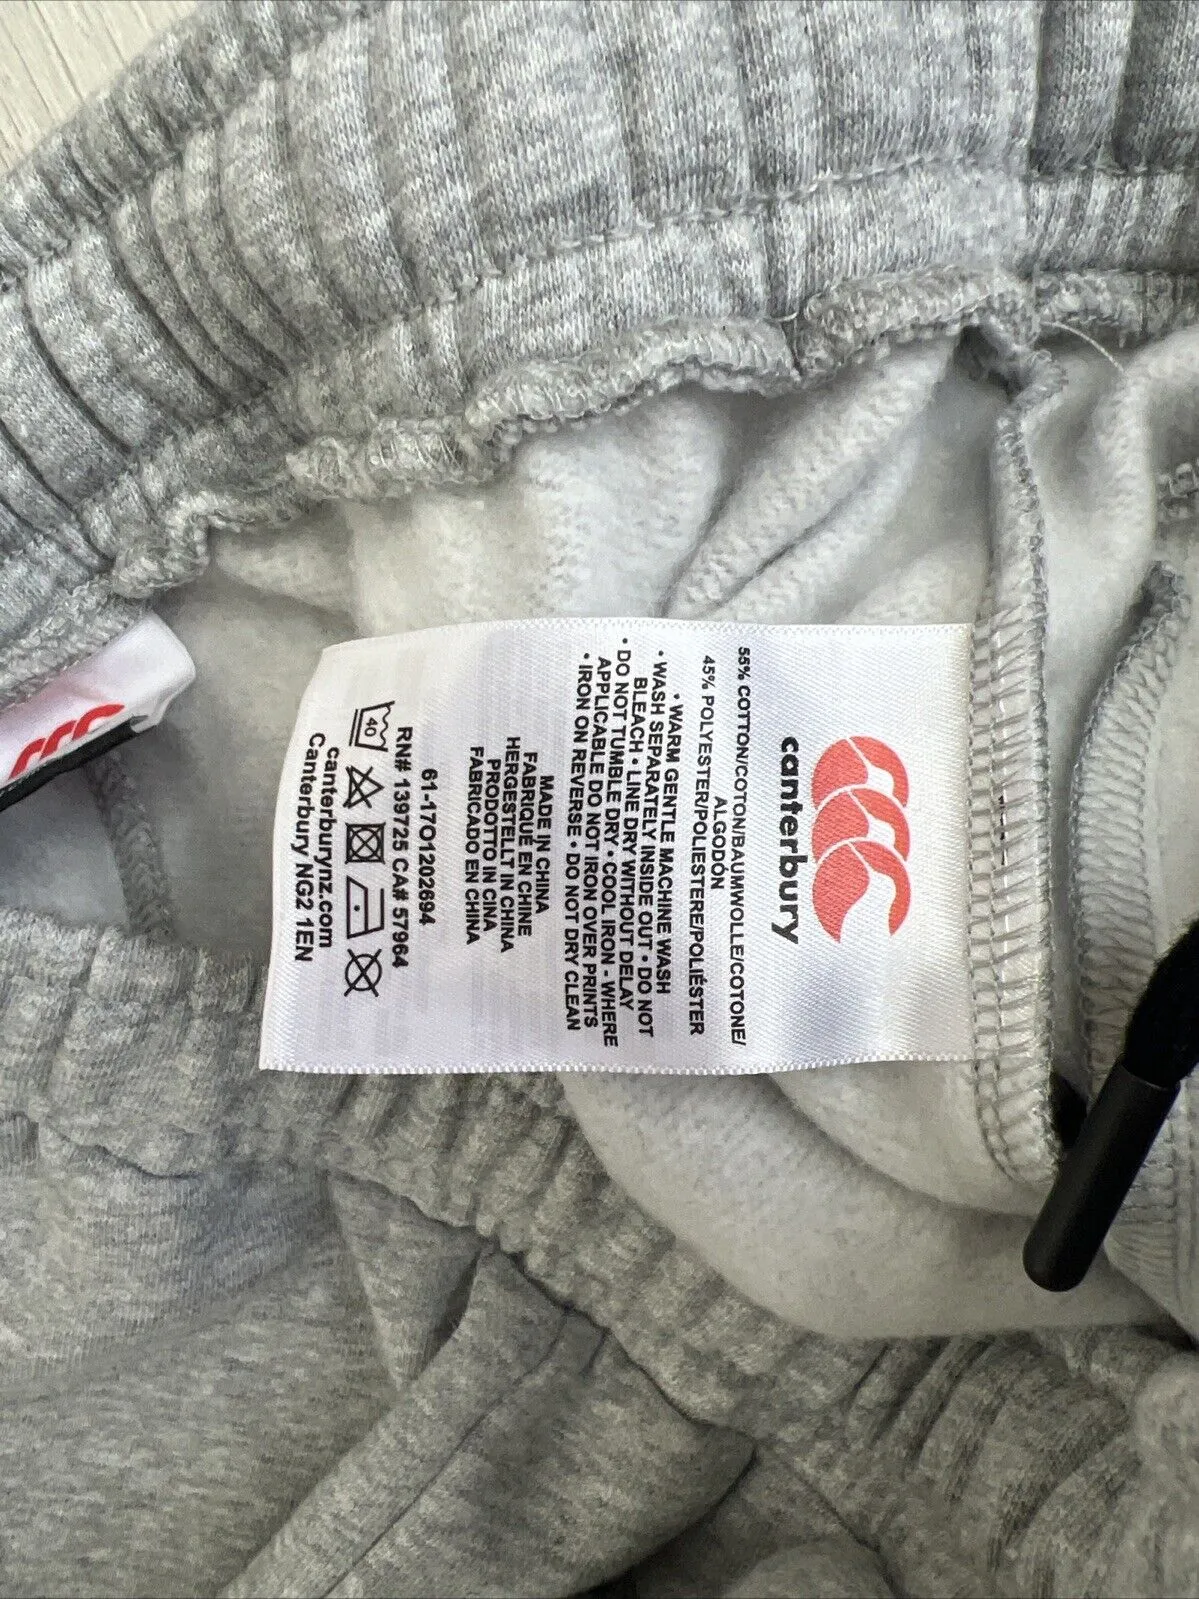 canterbury
55% COTTON/COTON/BAUMWOLLE/COTONE/
ALGODÓN
45% POLYESTER/POLIESTERE/POLIÉSTER
• WARM GENTLE MACHINE WASH
• WASH SEPARATELY INSIDE OUT • DO NOT
BLEACH • LINE DRY WITHOUT DELAY
• DO NOT TUMBLE DRY • COOL IRON - WHERE
APPLICABLE DO NOT IRON OVER PRINTS
• IRON ON REVERSE • DO NOT DRY CLEAN
MADE IN CHINA
FABRIQUÉ EN CHINE
HERGESTELLT IN CHINA
PRODOTTO IN CINA
FABRICADO EN CHINA
61-17O1202694
RN# 139725 CA# 57964
40
canterburynz.com
Canterbury NG2 1EN